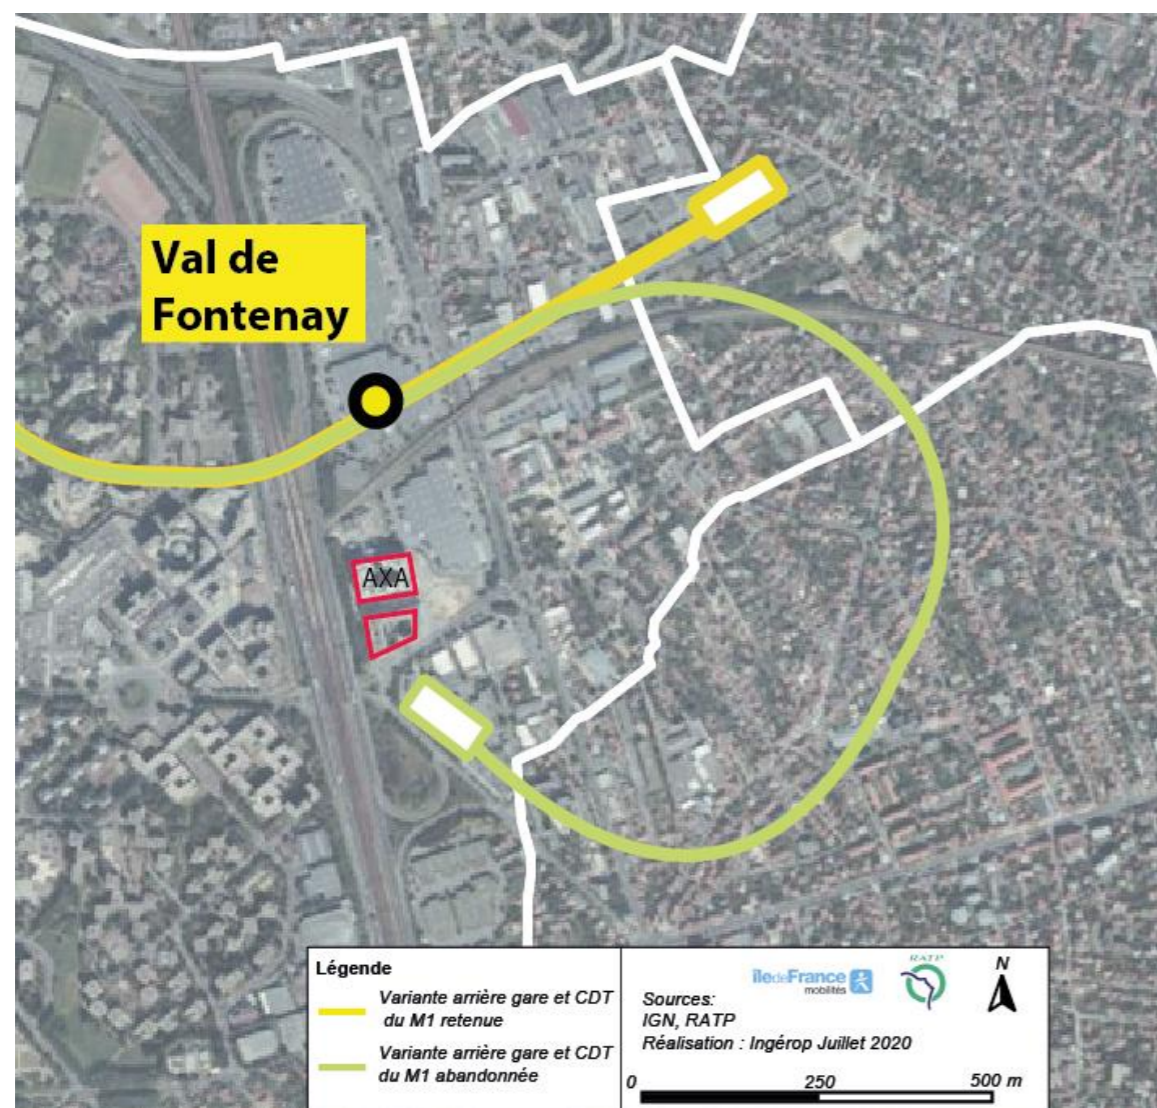 Val de
Fontenay
AXA
Légende
Variante arrière gare et CDT
du M1 retenue
Variante arrière gare et CDT
du M1 abandonnée
îledeFrance
mobilités
RATP
N
Sources:
IGN, RATP
Réalisation : Ingérop Juillet 2020
0 250 500 m